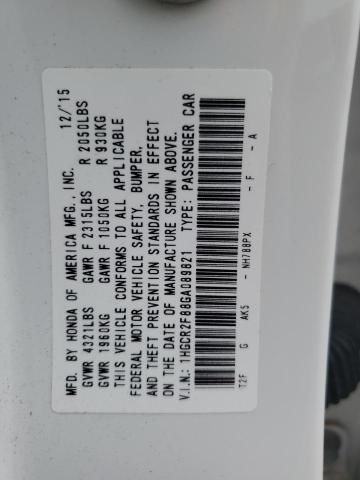 MFD. BY HONDA OF AMERICA MFG., INC. 12/'15
GVWR 4321LBS GAWR F 2315LBS R 2050LBS
GVWR 1960KG GAWR F 1050KG R 930KG
THIS VEHICLE CONFORMS TO ALL APPLICABLE
FEDERAL MOTOR VEHICLE SAFETY, BUMPER,
AND THEFT PREVENTION STANDARDS IN EFFECT
ON THE DATE OF MANUFACTURE SHOWN ABOVE.
V.I.N.: 1HGCR2F88GA089821 TYPE: PASSENGER CAR
T2F G AK5 - NH788PX - F - A